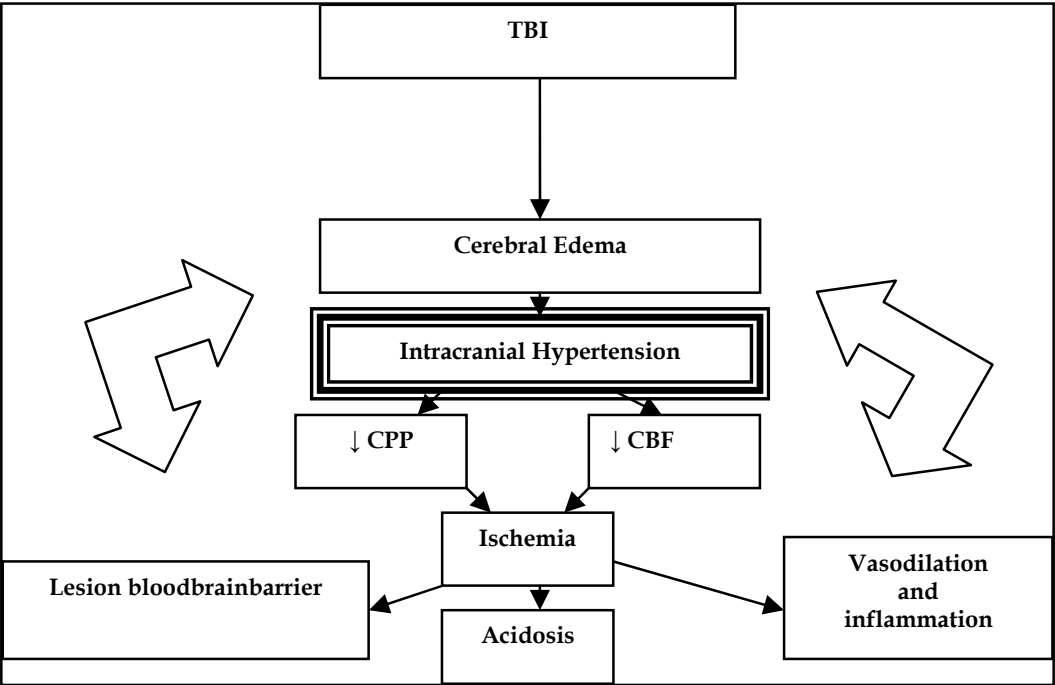 TBI
Cerebral Edema
Intracranial Hypertension
↓ CPP
↓ CBF
Ischemia
Lesion bloodbrainbarrier
Vasodilation
and
inflammation
Acidosis